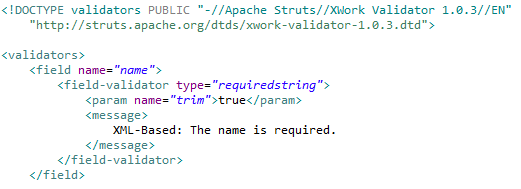 <!DOCTYPE validators PUBLIC "-//Apache Struts//XWork Validator 1.0.3//EN"
"http://struts.apache.org/dtds/xwork-validator-1.0.3.dtd">
<validators>
<field name="name">
<field-validator type="requiredstring">
<param name="trim">true</param>
<message>
XML-Based: The name is required.
</message>
</field-validator>
</field>